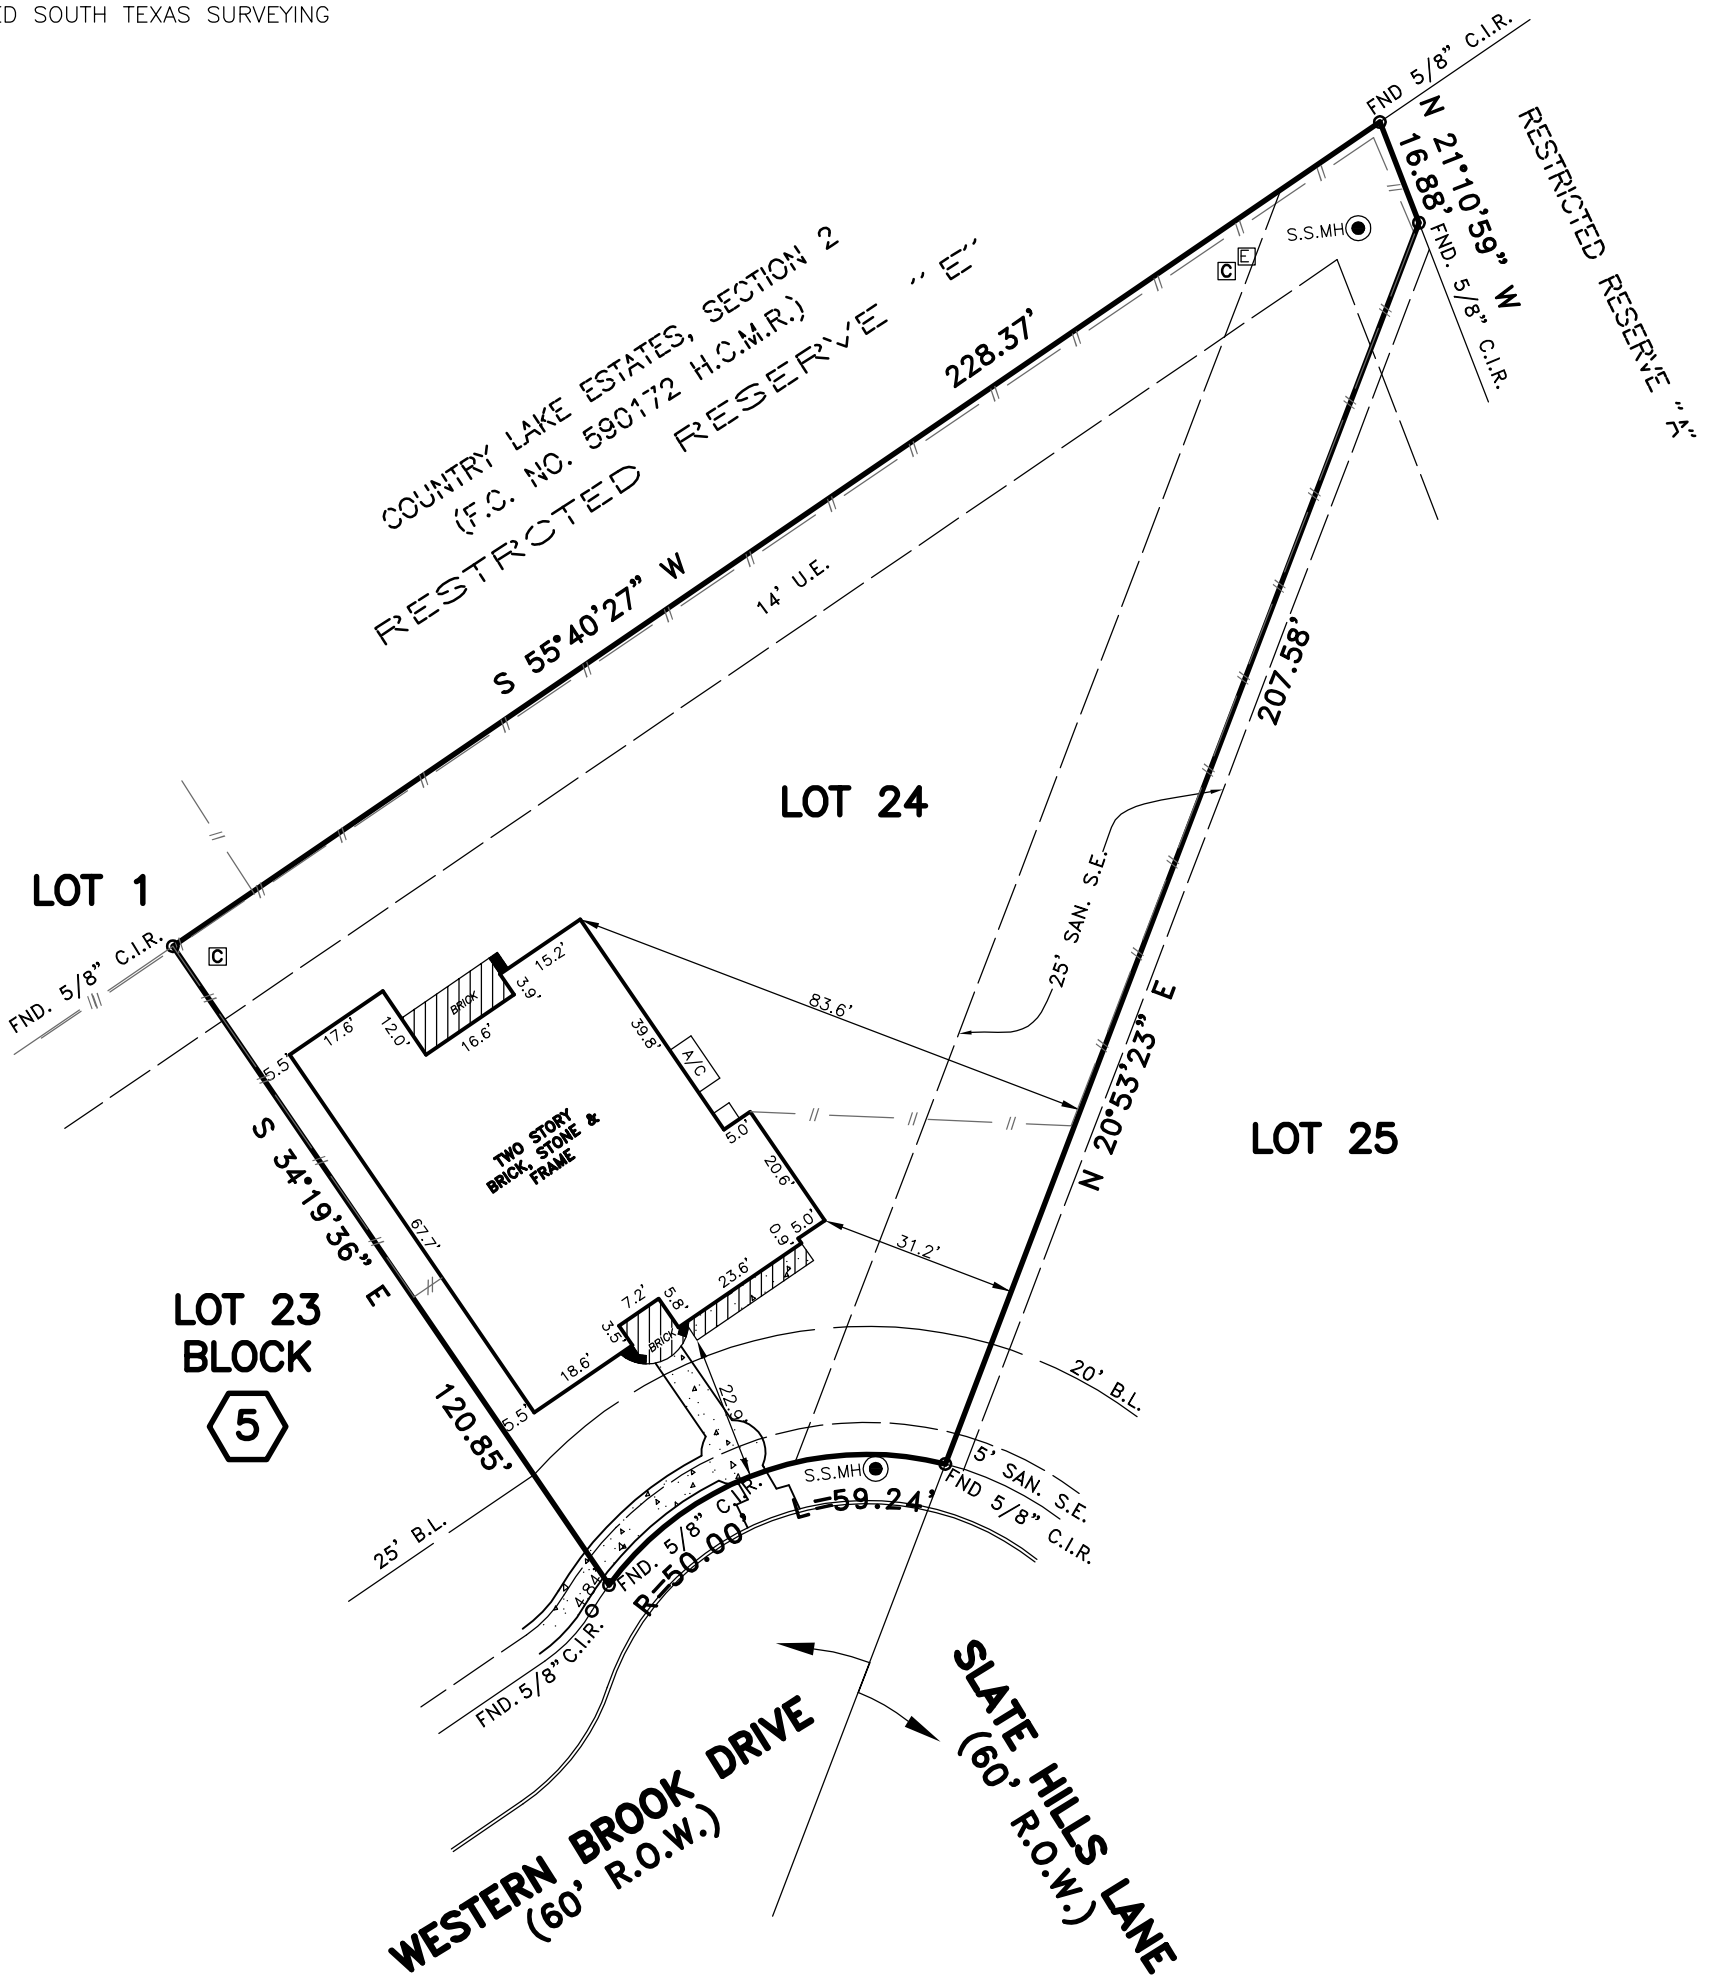 ED SOUTH TEXAS SURVEYING
FND 5/8" C.I.R.
N 21°10'59" W
16.88'
RESTRICTED RESERVE "A"
S.S.MH
FND. 5/8" C.I.R.
E
C
COUNTRY LAKE ESTATES, SECTION 2
(F.C. NO. 590172 H.C.M.R.)
RESTRCTED RESERVE "E"
228.37'
S 55°40'27" W
14' U.E.
207.58'
LOT 24
LOT 1
FND. 5/8" C.I.R.
C
25' SAN. S.E.
15.2'
BRICK
3.9'
17.6'
12.0'
16.6'
83.6'
39.8'
A/C
5.5'
N 20°53'23" E
S 34°19'36" E
TWO STORY
BRICK, STONE &
FRAME
5.0'
20.6'
LOT 25
67.7'
0.9'
5.0'
31.2'
23.6'
7.2'
5.8'
3.5'
BRICK
LOT 23
BLOCK
5
18.6'
5.5'
22.9'
120.85'
20' B.L.
5' SAN. S.E.
S.S.MH
FND 5/8" C.I.R.
L=59.24'
R=50.00'
FND. 5/8" C.I.R.
25' B.L.
4.84'
FND. 5/8" C.I.R.
WESTERN BROOK DRIVE
(60' R.O.W.)
SLATE HILLS LANE
(60' R.O.W.)